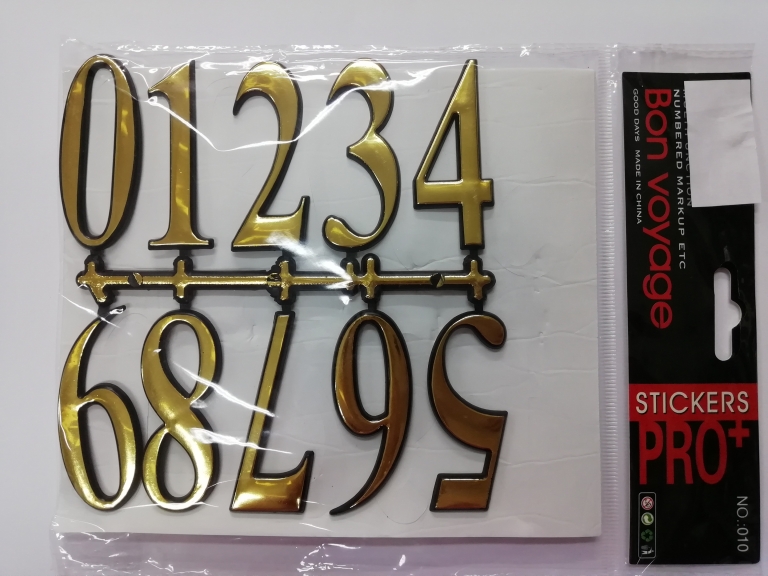 01234
56789
NUMBERED MARKUP ETC
Bon voyage
GOOD DAYS MADE IN CHINA
STICKERS
PRO+
NO.:010